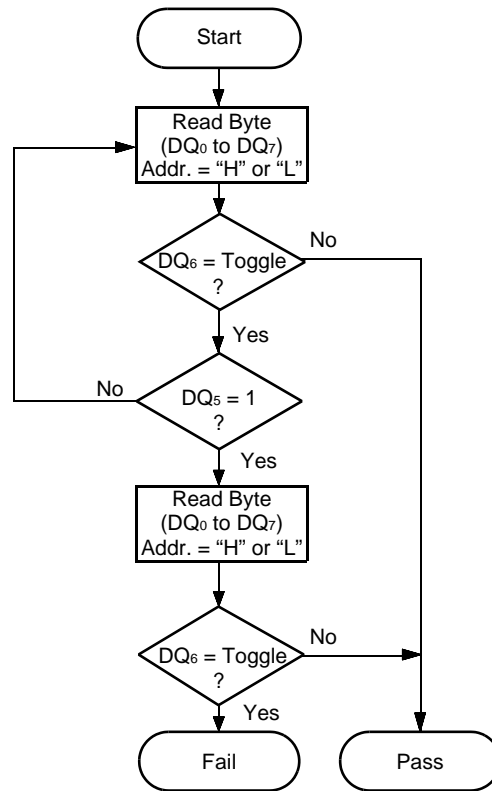 Start
Read Byte
(DQ0 to DQ7)
Addr. = “H” or “L”
No
DQ6 = Toggle
?
Yes
No
DQ5 = 1
?
Yes
Read Byte
(DQ0 to DQ7)
Addr. = “H” or “L”
No
DQ6 = Toggle
?
Yes
Fail
Pass